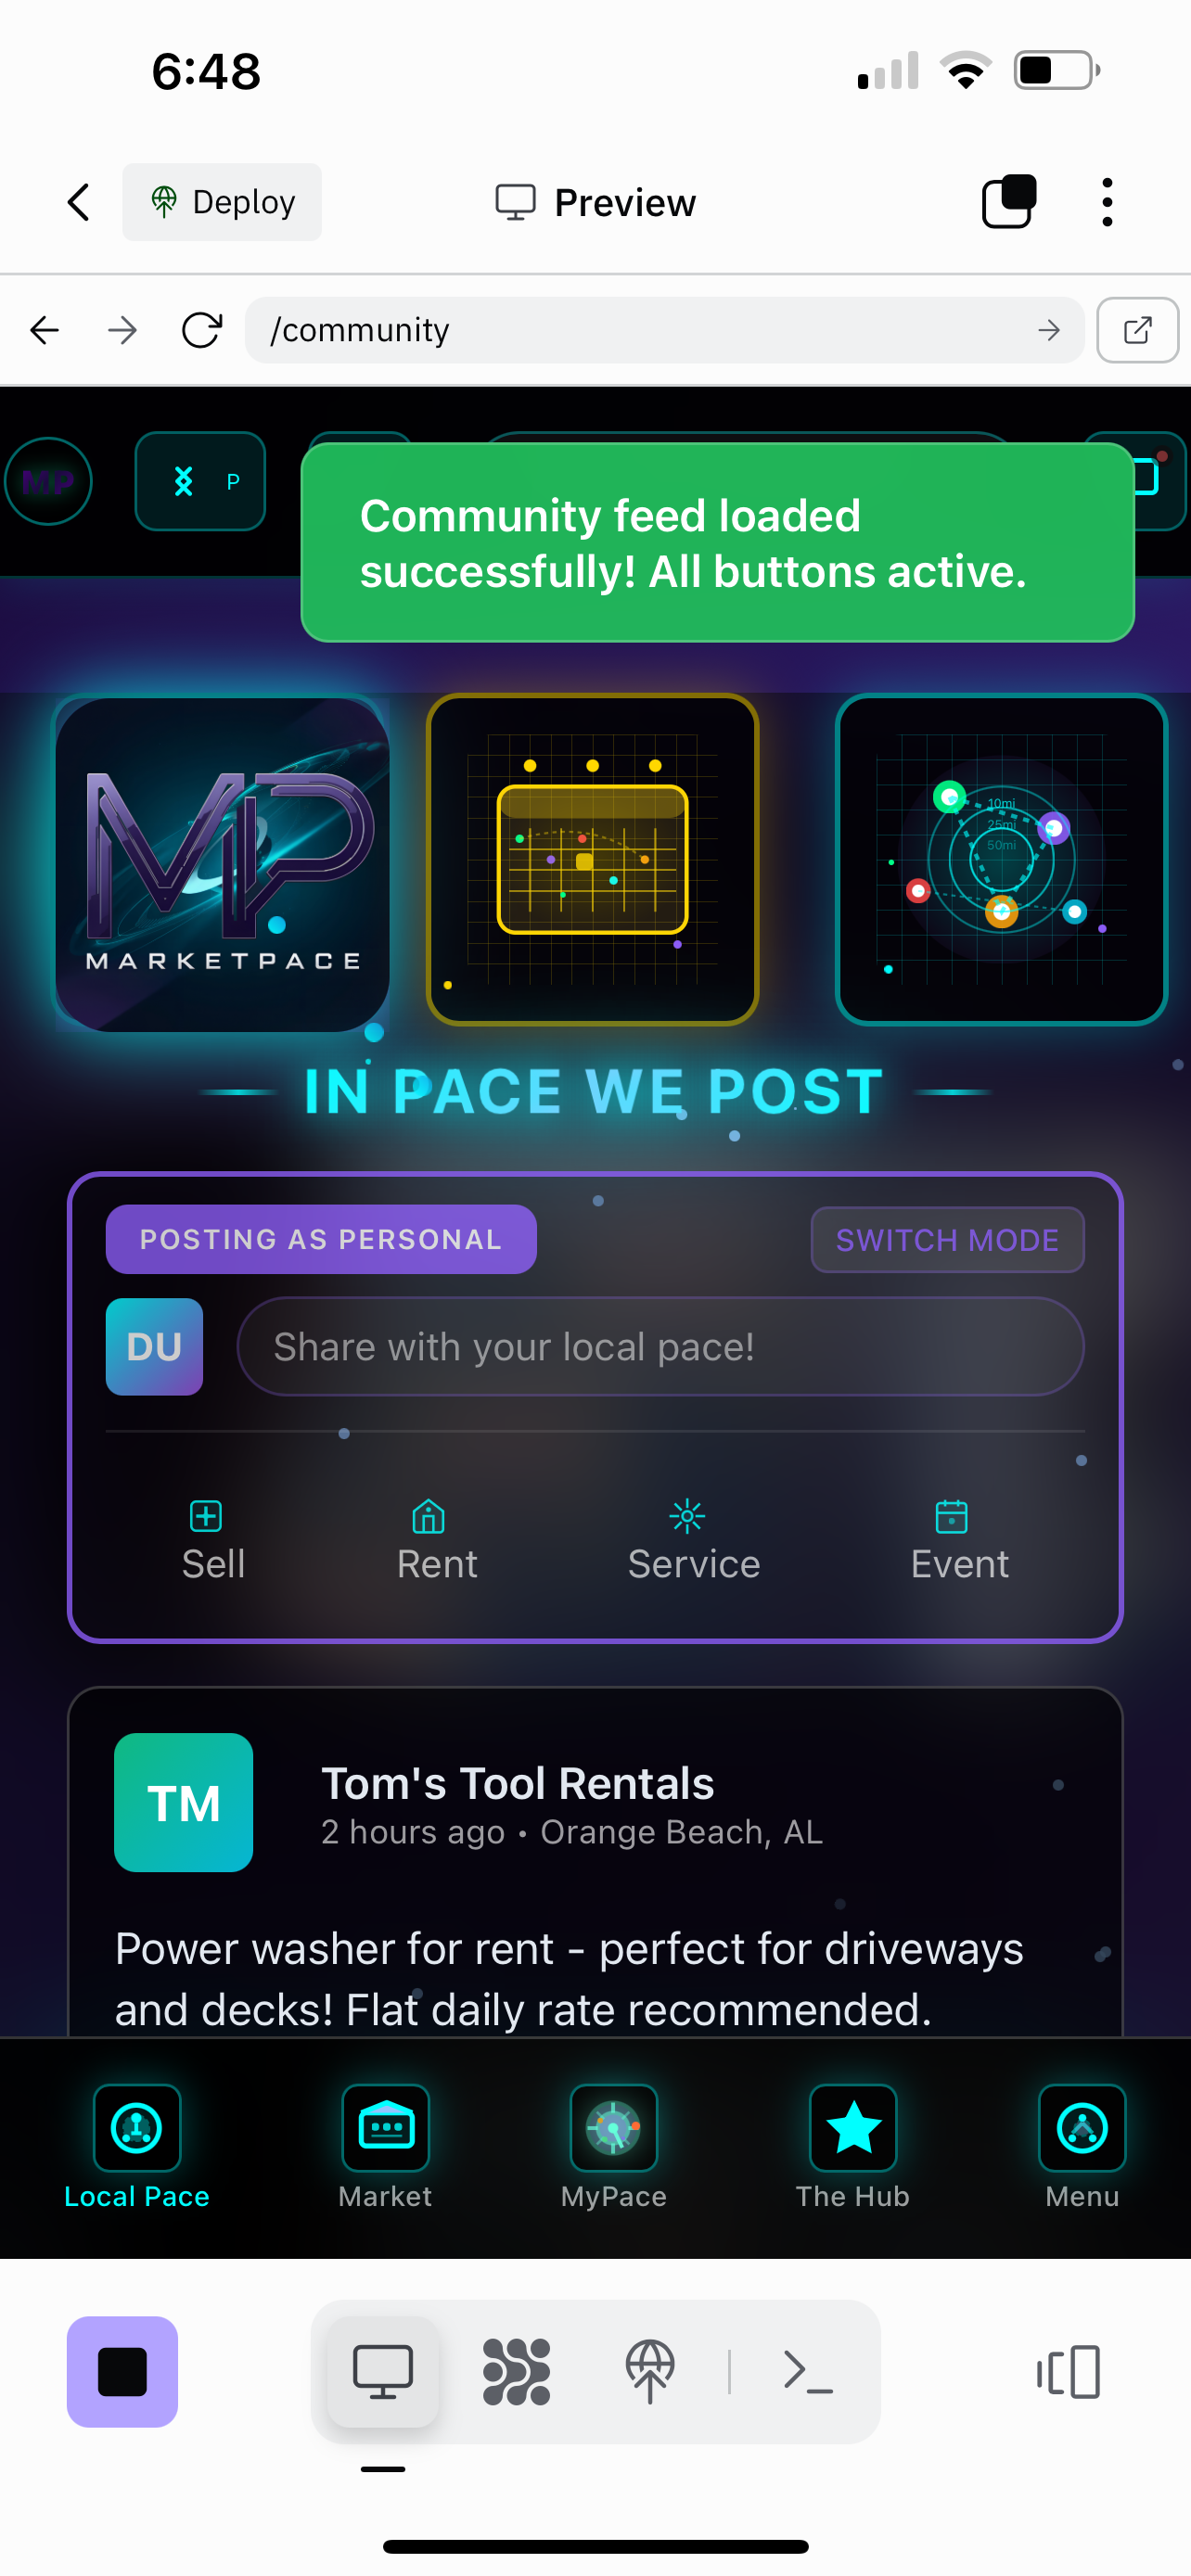 6:48
Deploy
Preview
/community
MP
P
Community feed loaded
successfully! All buttons active.
MP
MARKETPACE
10mi
25mi
50mi
IN PACE WE POST
POSTING AS PERSONAL
SWITCH MODE
DU
Share with your local pace!
Sell
Rent
Service
Event
TM
Tom's Tool Rentals
2 hours ago • Orange Beach, AL
Power washer for rent - perfect for driveways
and decks! Flat daily rate recommended.
Local Pace
Market
MyPace
The Hub
Menu